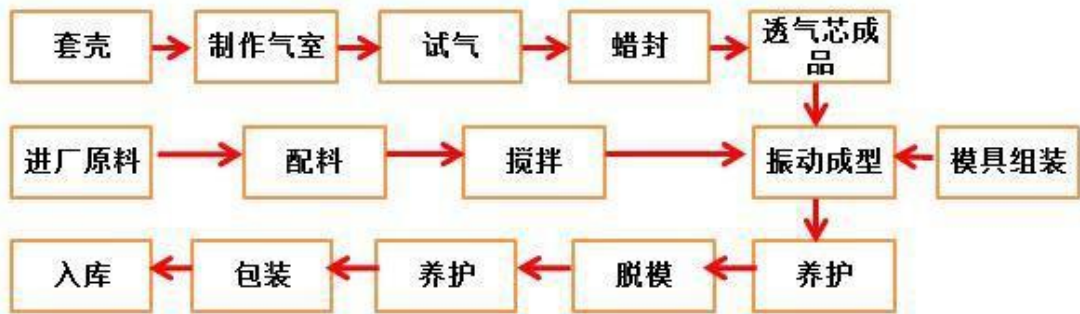 套壳
制作气室
试气
蜡封
透气芯成
品
进厂原料
配料
搅拌
振动成型
模具组装
入库
包装
养护
脱模
养护